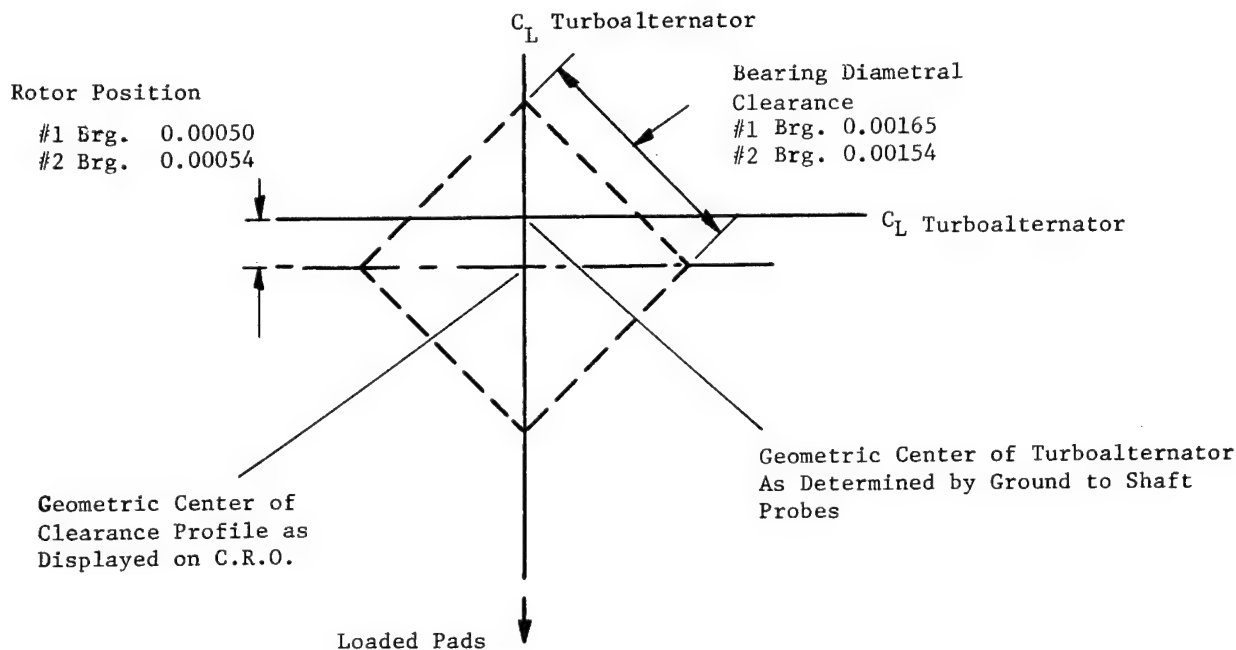 C_L Turboalternator
Rotor Position
#1 Brg. 0.00050
#2 Brg. 0.00054
Bearing Diametral
Clearance
#1 Brg. 0.00165
#2 Brg. 0.00154
C_L Turboalternator
Geometric Center of
Clearance Profile as
Displayed on C.R.O.
Geometric Center of Turboalternator
As Determined by Ground to Shaft
Probes
Loaded Pads